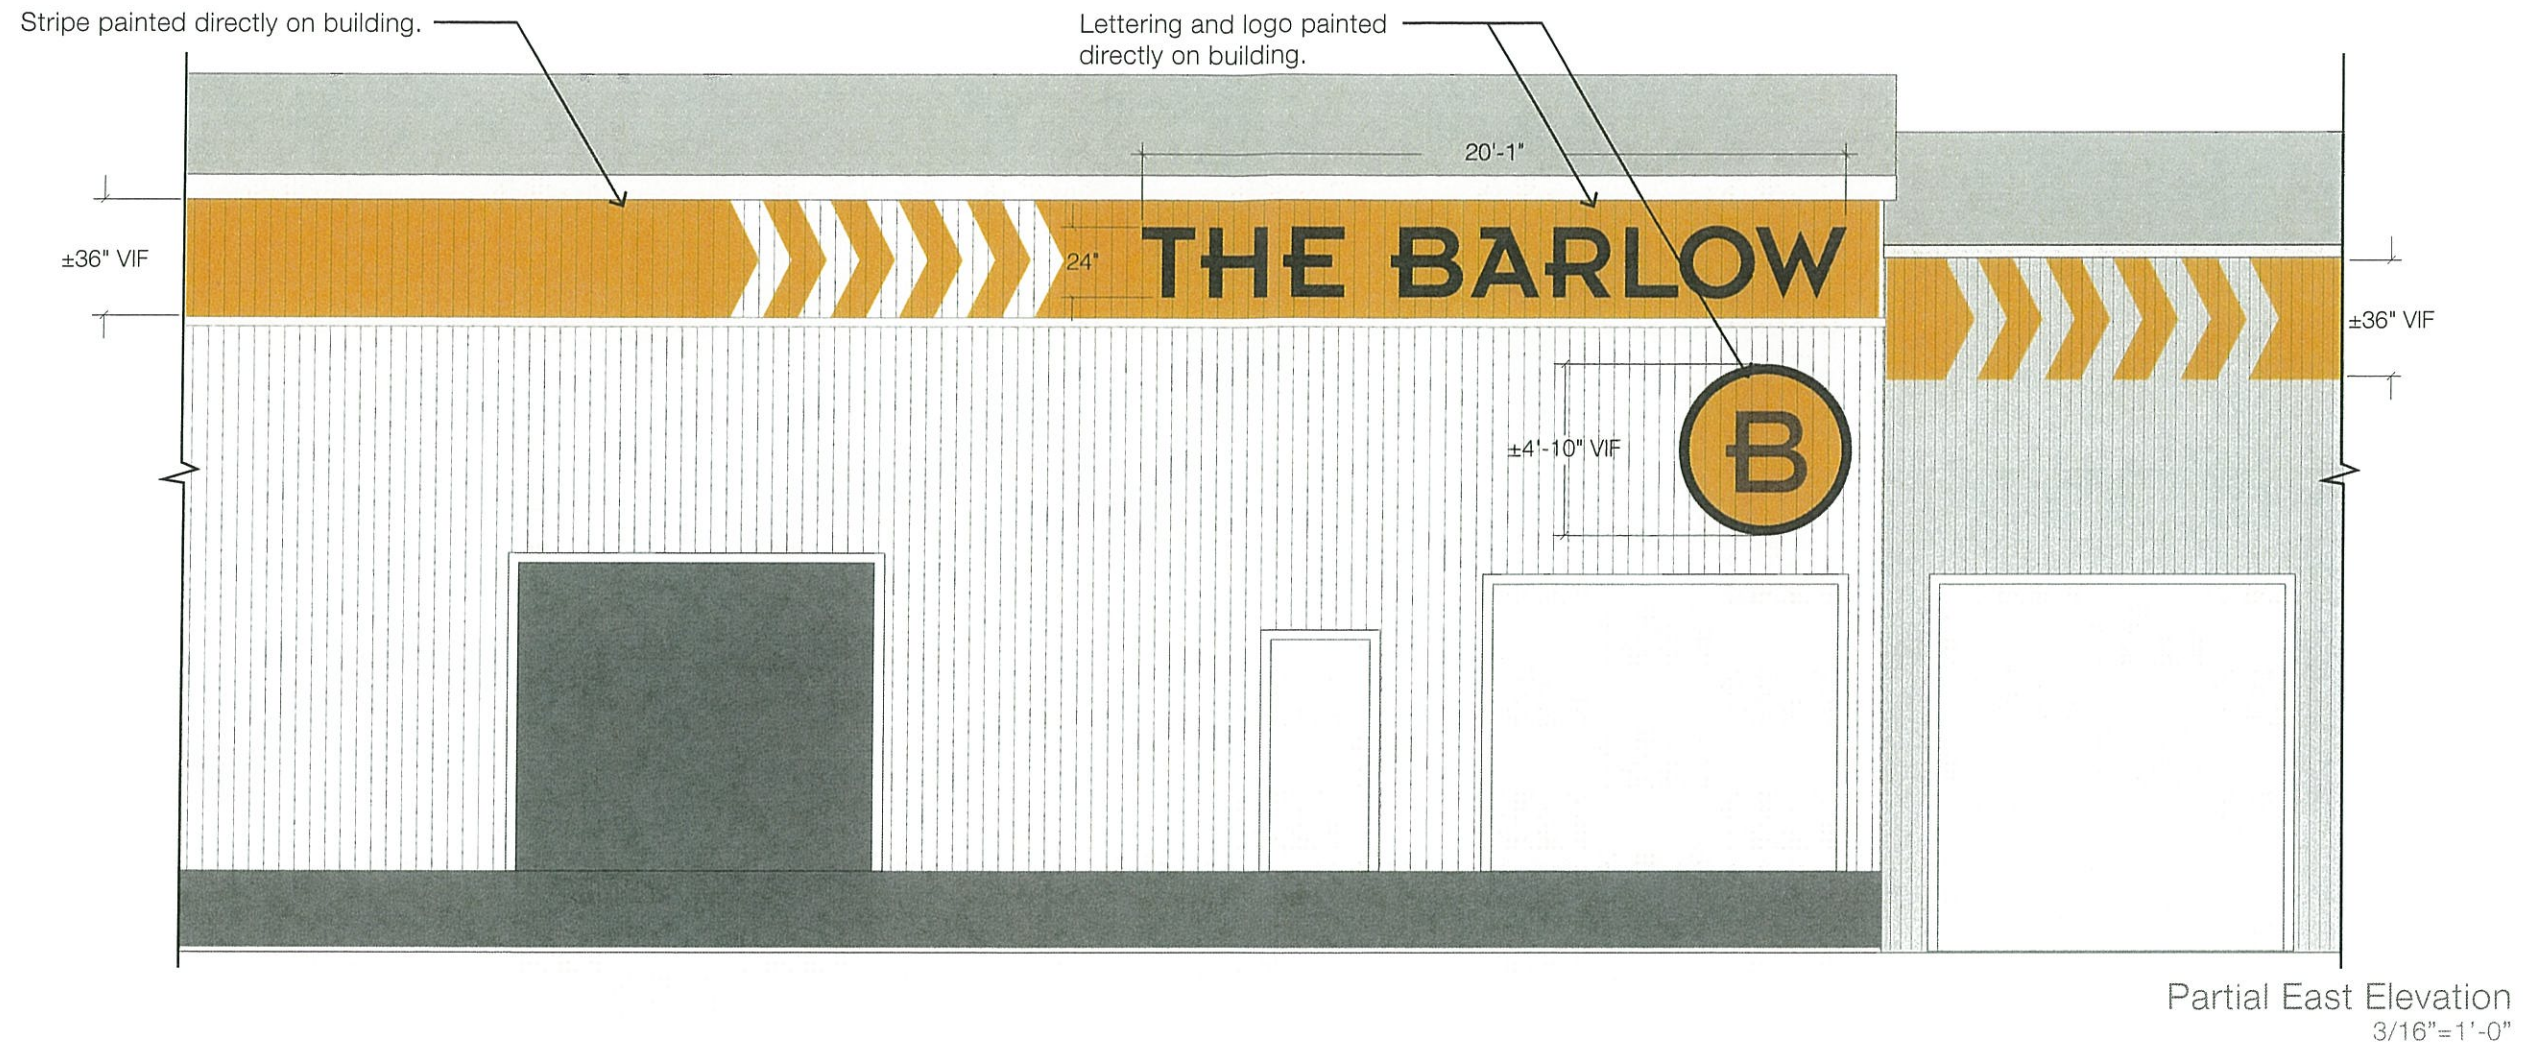 Stripe painted directly on building.
Lettering and logo painted
directly on building.
20'-1"
±36" VIF
24"
THE BARLOW
±36" VIF
±4'-10" VIF
B
Partial East Elevation
3/16"=1'-0"